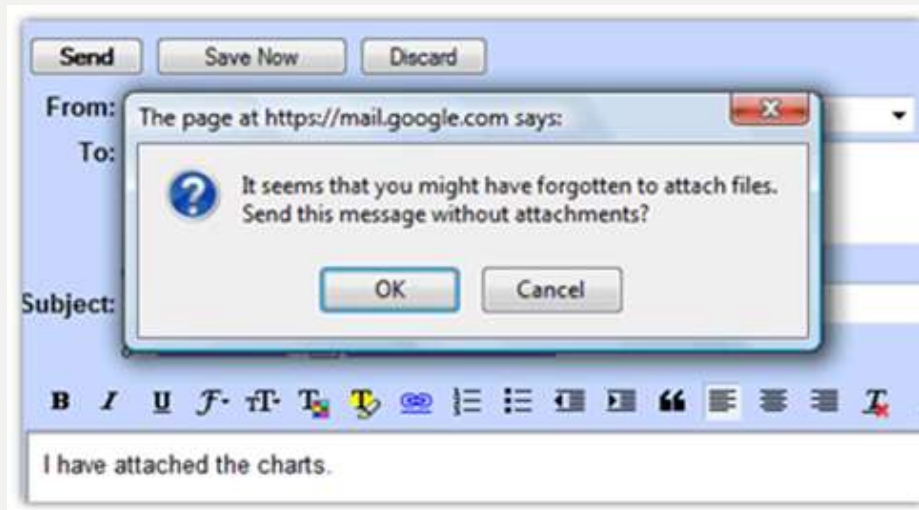 Send Save Now Discard
From:
The page at https://mail.google.com says:
To:
It seems that you might have forgotten to attach files.
Send this message without attachments?
OK Cancel
Subject:
B I U F T T T
I have attached the charts.